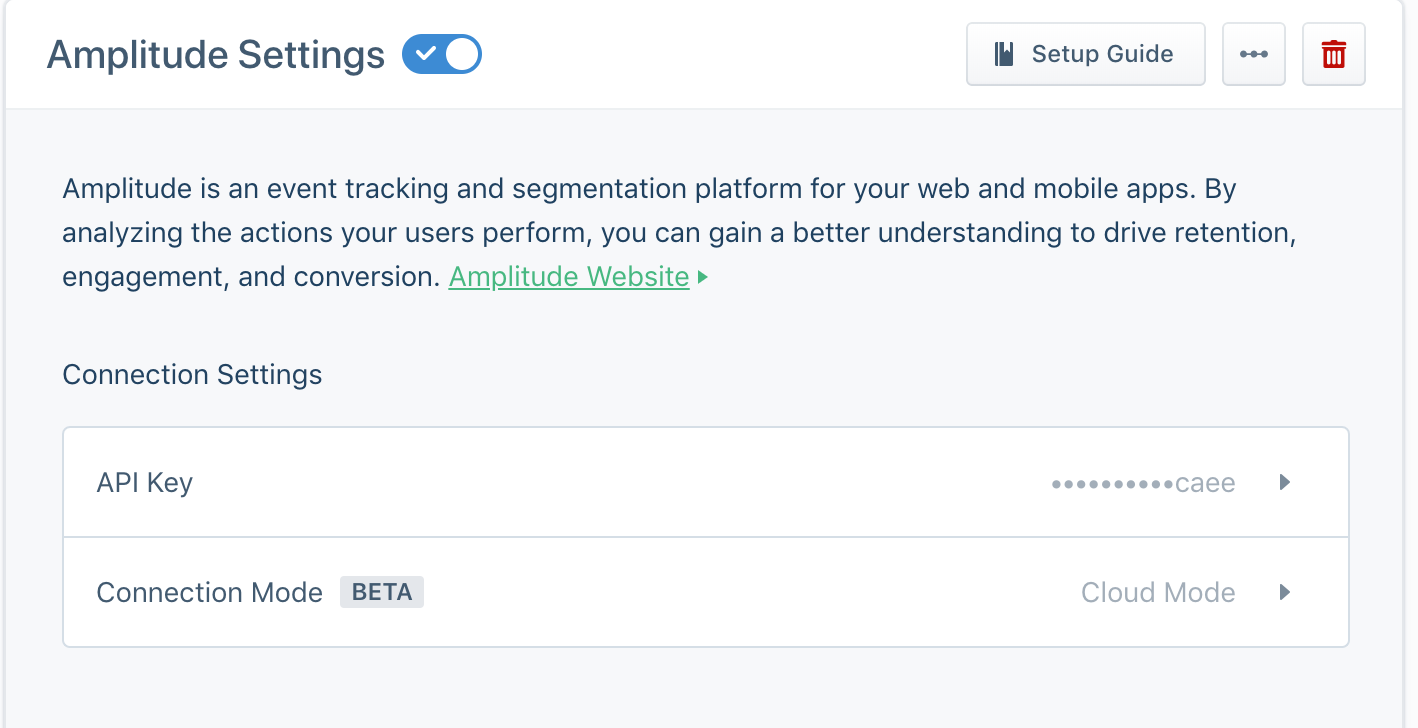 Amplitude Settings
Setup Guide
Amplitude is an event tracking and segmentation platform for your web and mobile apps. By
analyzing the actions your users perform, you can gain a better understanding to drive retention,
engagement, and conversion. Amplitude Website
Connection Settings
API Key ••••••••••caee
Connection Mode BETA Cloud Mode